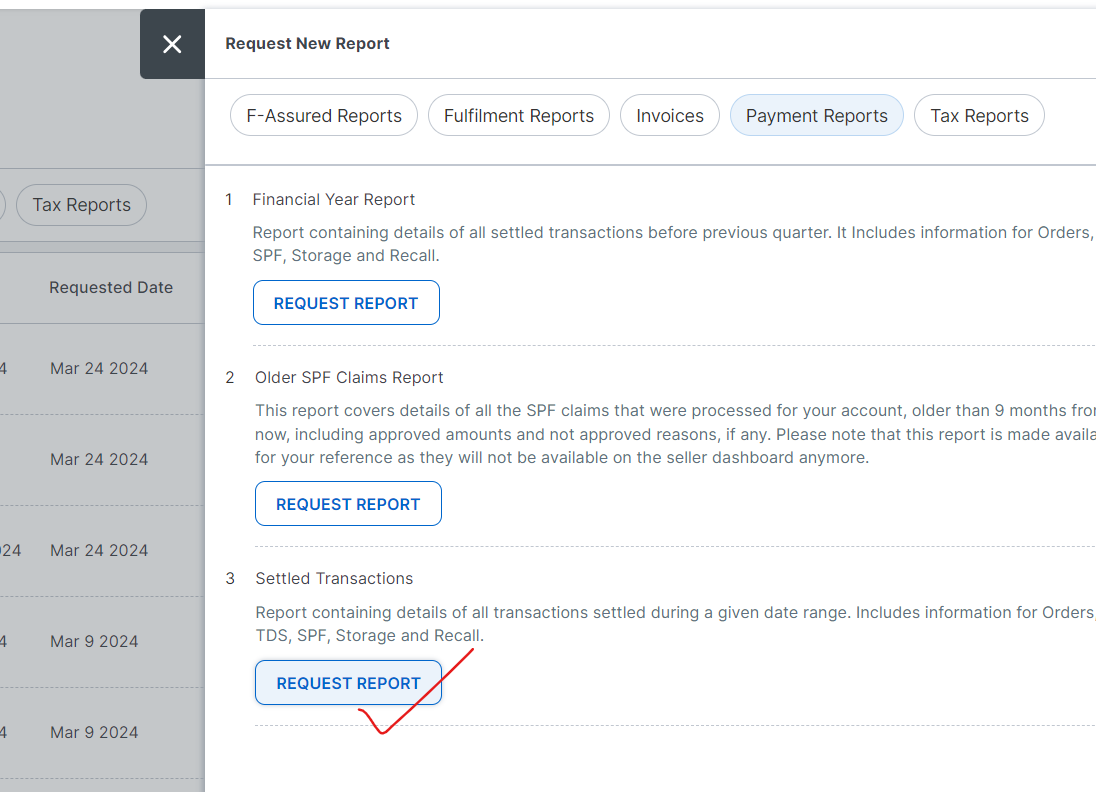 Request New Report
F-Assured Reports Fulfilment Reports Invoices Payment Reports Tax Reports
Tax Reports
Requested Date
4 Mar 24 2024
Mar 24 2024
24 Mar 24 2024
4 Mar 9 2024
4 Mar 9 2024
1 Financial Year Report
Report containing details of all settled transactions before previous quarter. It Includes information for Orders,
SPF, Storage and Recall.
REQUEST REPORT
2 Older SPF Claims Report
This report covers details of all the SPF claims that were processed for your account, older than 9 months from
now, including approved amounts and not approved reasons, if any. Please note that this report is made availa
for your reference as they will not be available on the seller dashboard anymore.
REQUEST REPORT
3 Settled Transactions
Report containing details of all transactions settled during a given date range. Includes information for Orders,
TDS, SPF, Storage and Recall.
REQUEST REPORT